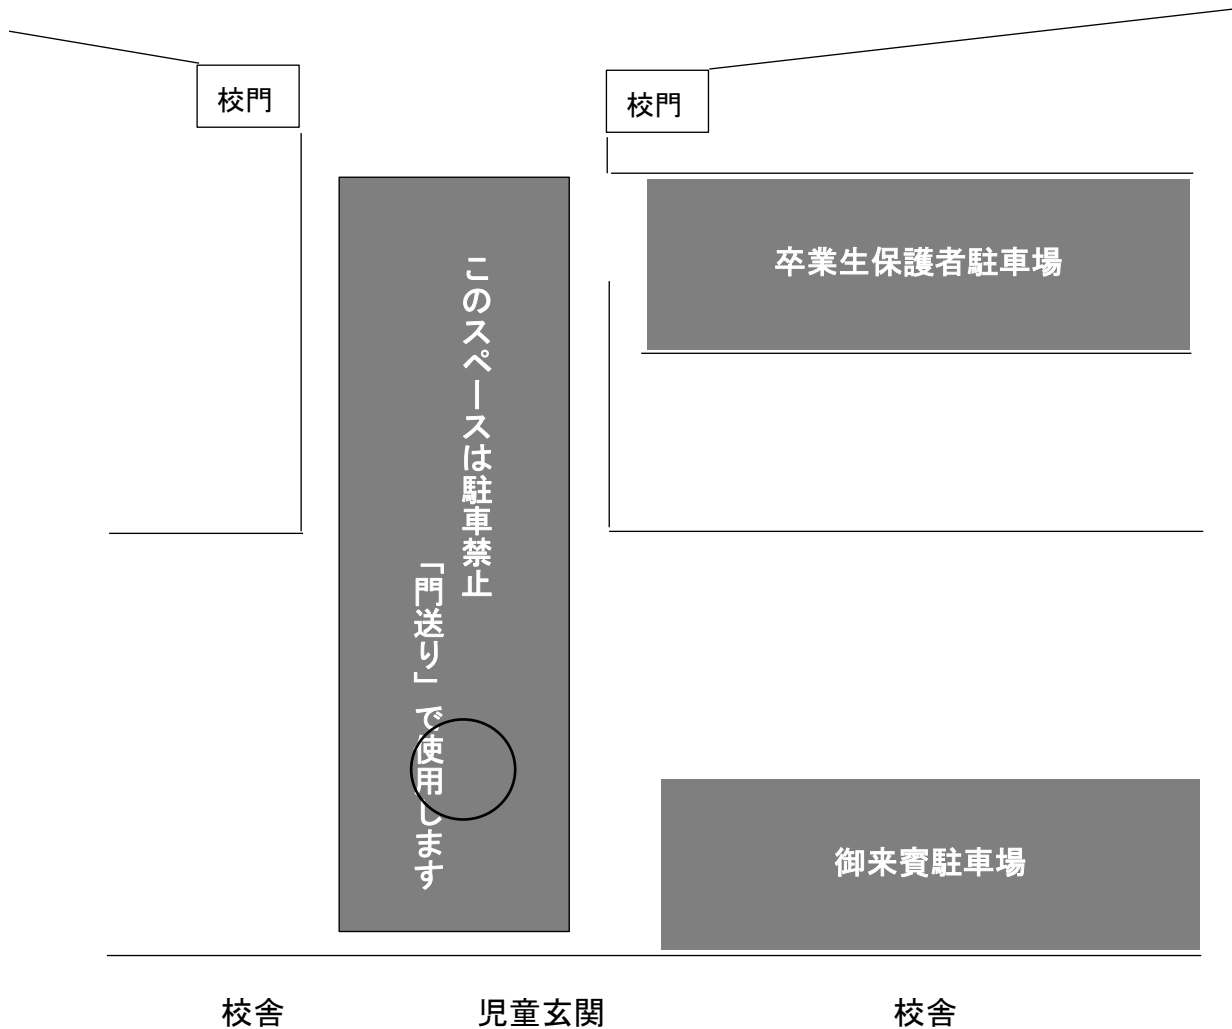 校門
校門
卒業生保護者駐車場
このスペースは駐車禁止
「門送り」で使用します
御来賓駐車場
校舎
児童玄関
校舎